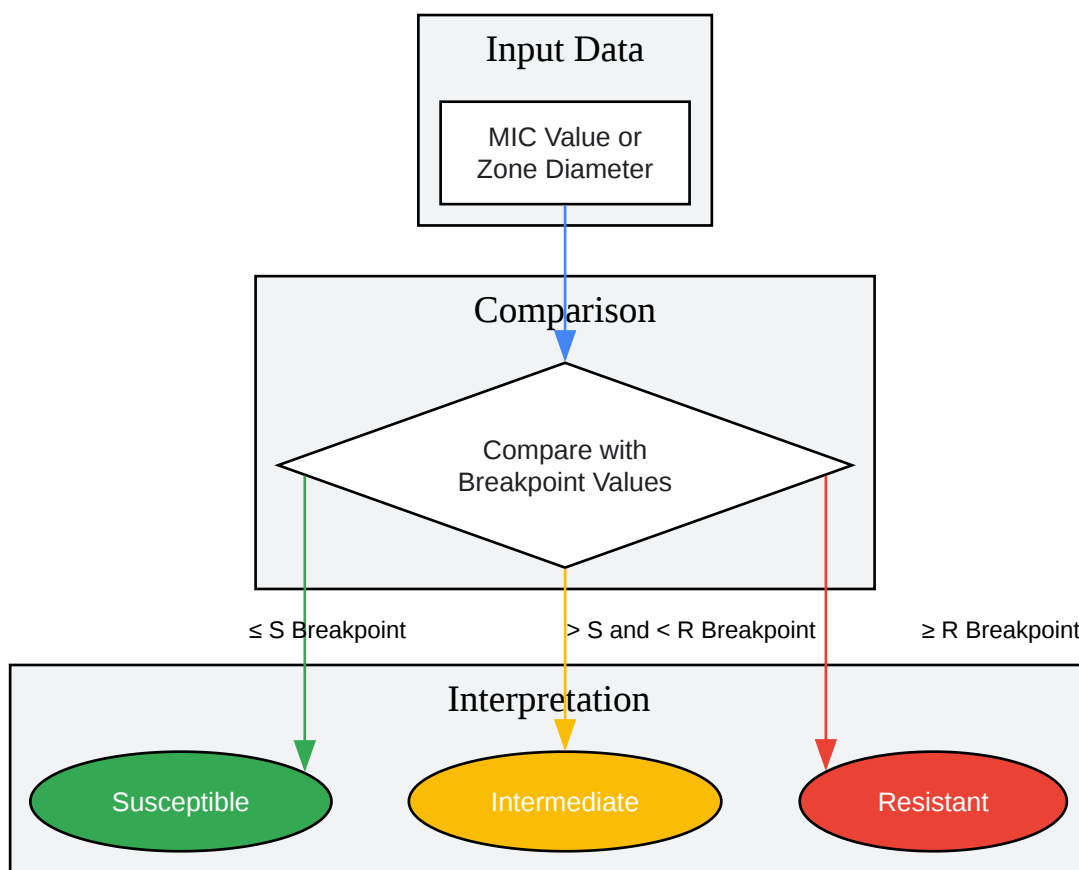 Input Data
MIC Value or
Zone Diameter
Comparison
Compare with
Breakpoint Values
≤ S Breakpoint
> S and < R Breakpoint
≥ R Breakpoint
Interpretation
Susceptible
Intermediate
Resistant